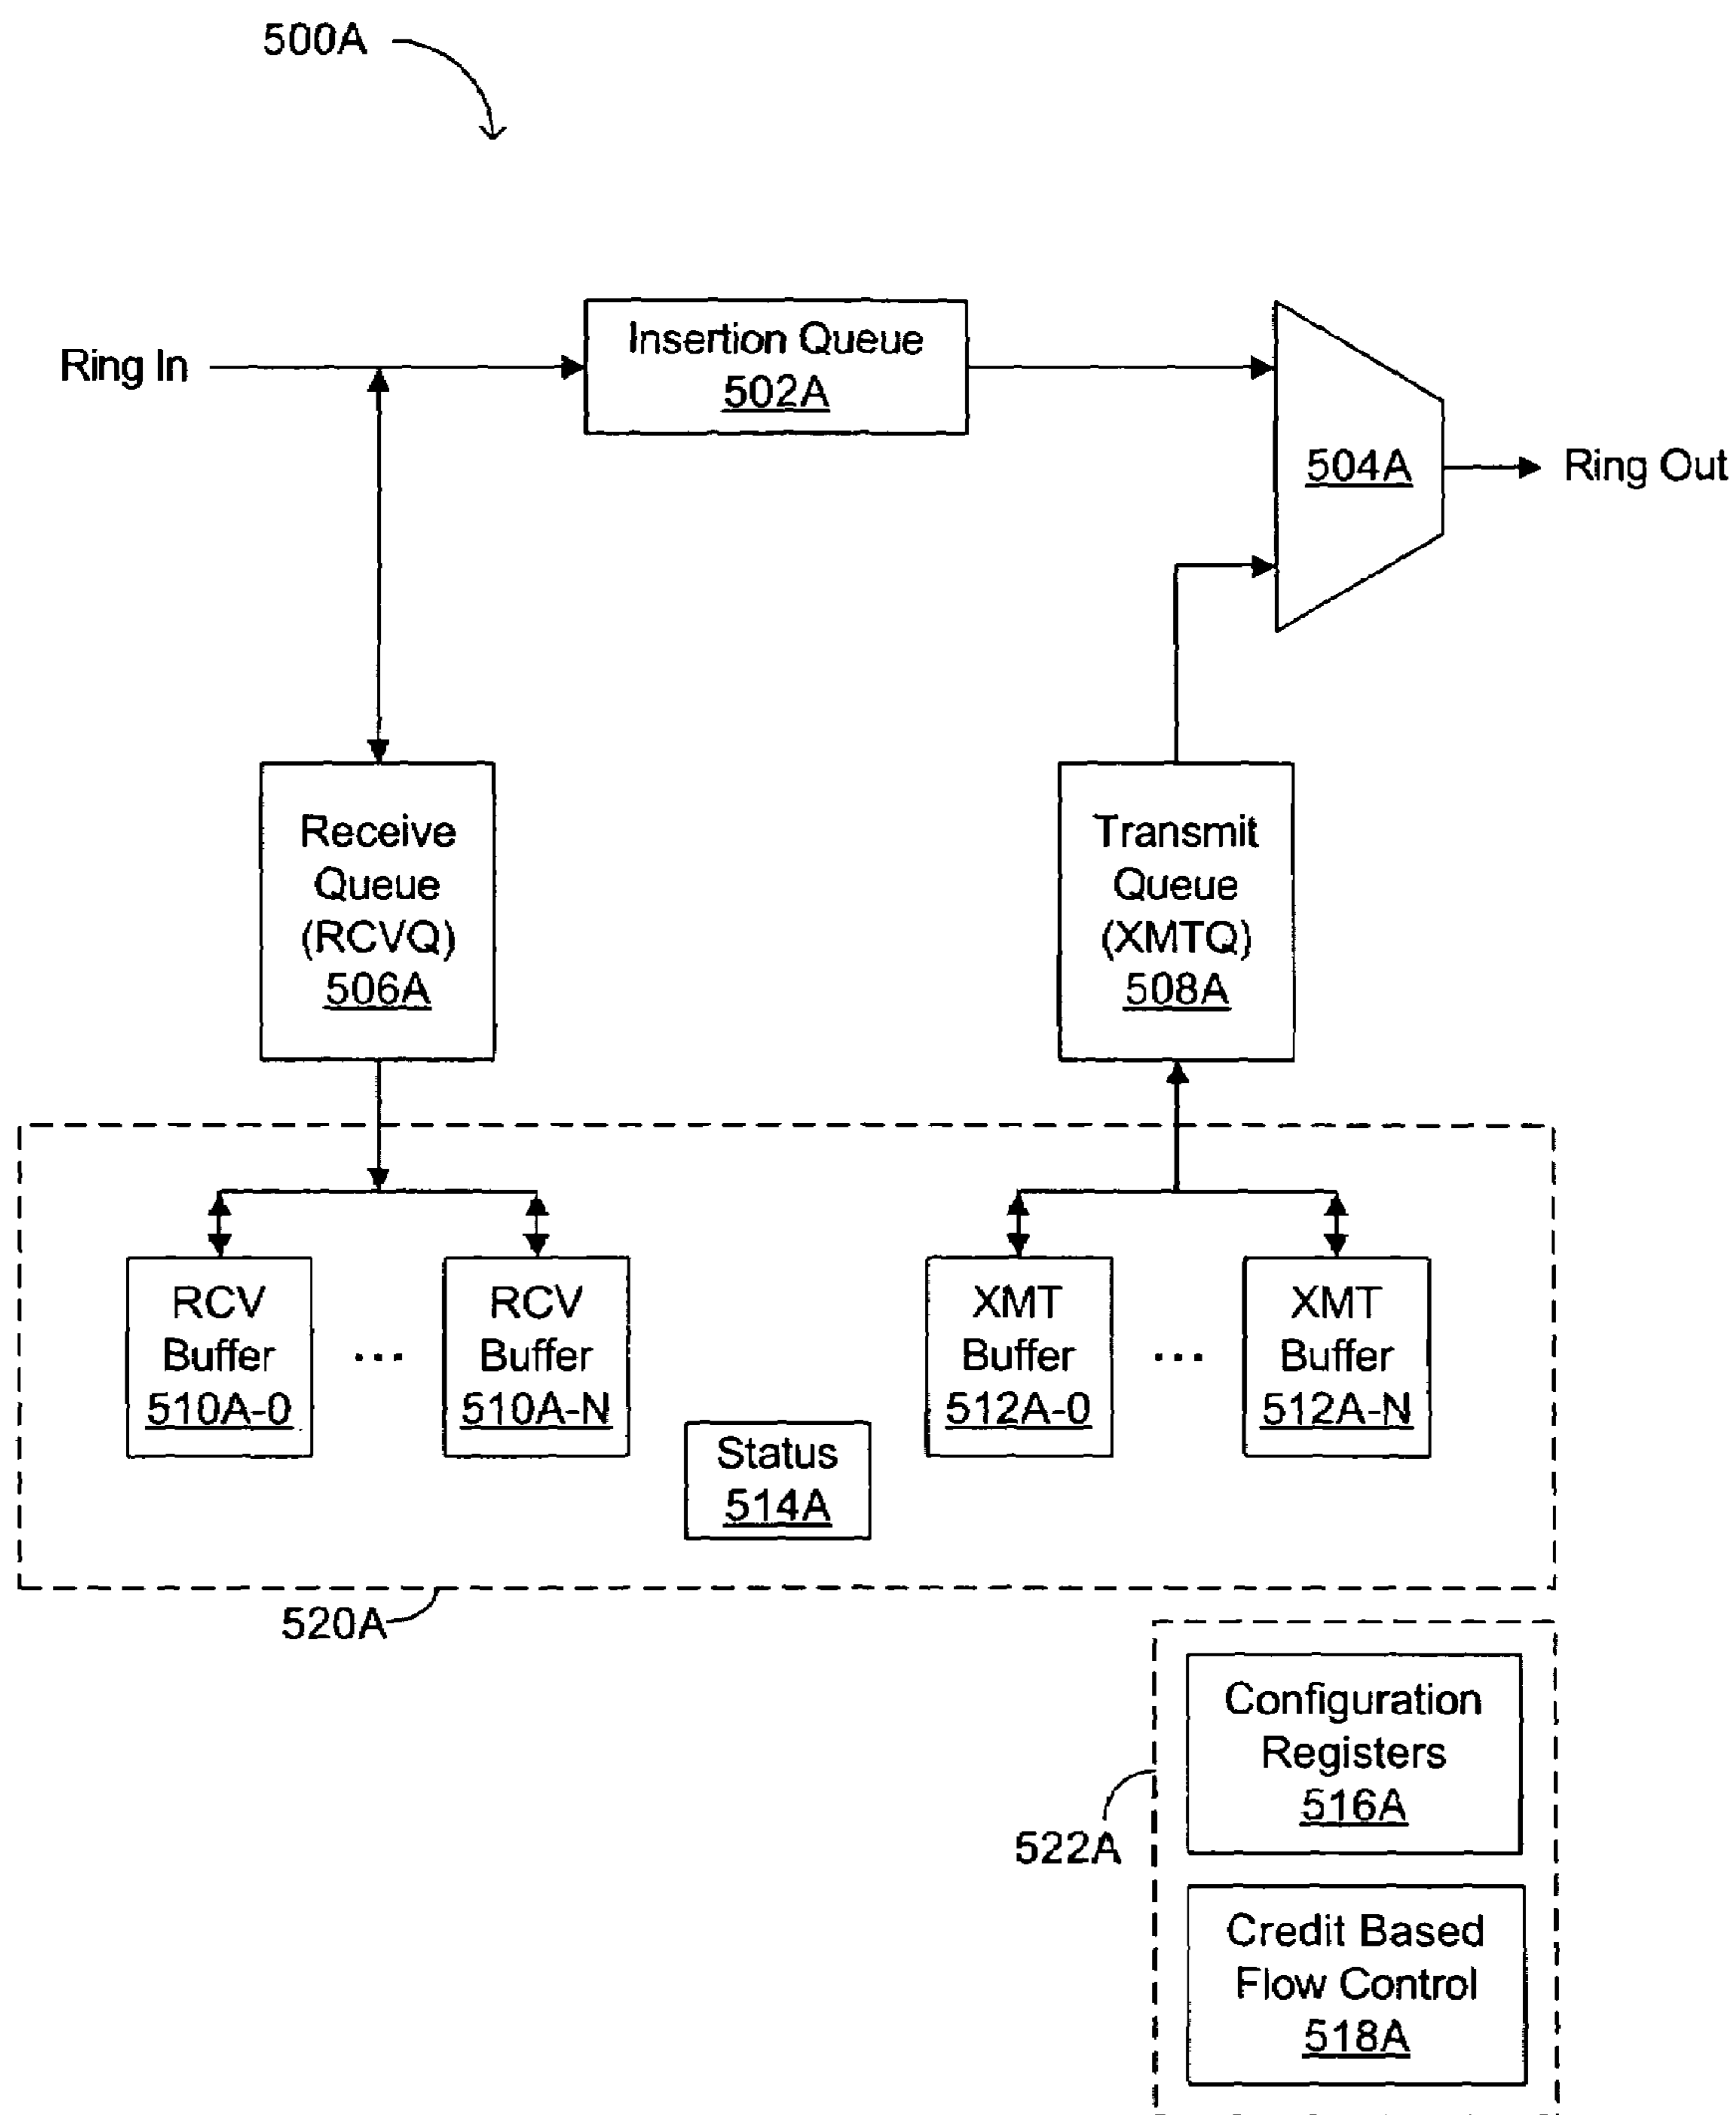 500A
Ring In
Insertion Queue
502A
504A
Ring Out
Receive
Queue
(RCVQ)
506A
Transmit
Queue
(XMTQ)
508A
RCV
Buffer
510A-0
...
RCV
Buffer
510A-N
Status
514A
XMT
Buffer
512A-0
...
XMT
Buffer
512A-N
520A
522A
Configuration
Registers
516A
Credit Based
Flow Control
518A